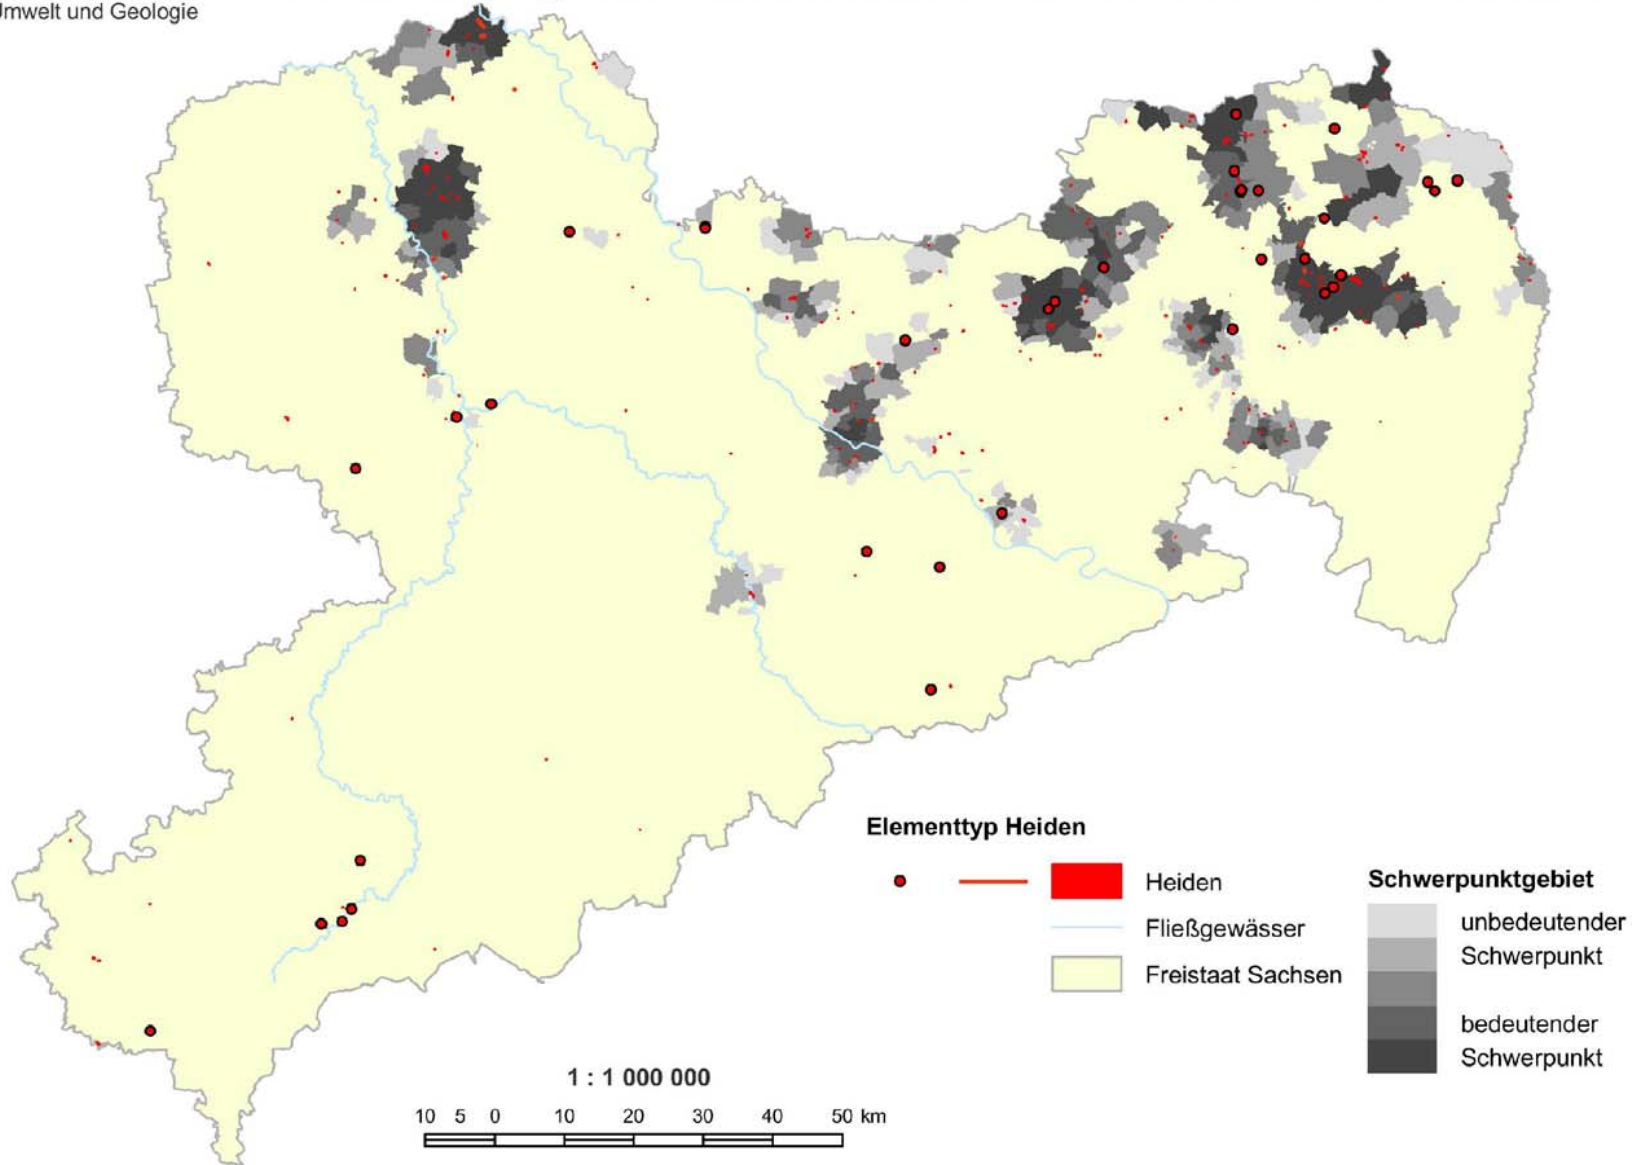 Umwelt und Geologie
Elementtyp Heiden
Heiden
Fließgewässer
Freistaat Sachsen
Schwerpunktgebiet
unbedeutender
Schwerpunkt
bedeutender
Schwerpunkt
1 : 1 000 000
10 5 0 10 20 30 40 50 km